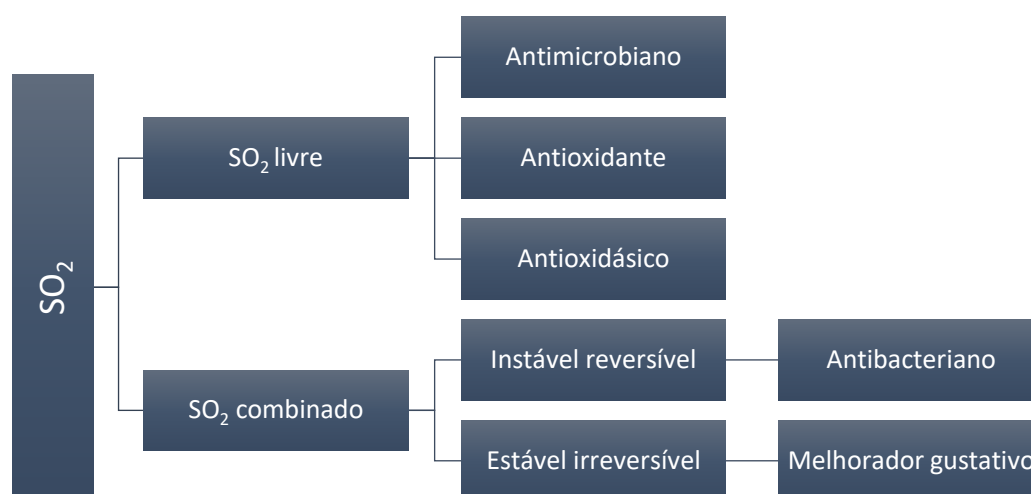 SO₂
SO₂ livre
Antimicrobiano
Antioxidante
Antioxidásico
SO₂ combinado
Instável reversível
Antibacteriano
Estável irreversível
Melhorador gustativo